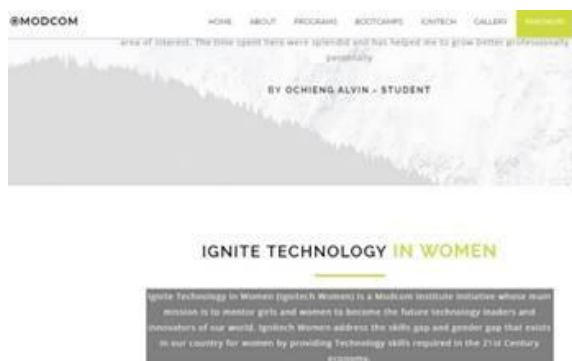 MODCOM
HOME ABOUT PROGRAMS BOOTCAMPS IGNITECH GALLERY
area of interest. The time spent here were splendid and has helped me to grow better professionally
personally
BY OCHIENG ALVIN - STUDENT
IGNITE TECHNOLOGY IN WOMEN
Ignite Technology In Women (Ignitech Women) is a Modcom Institute Initiative whose main
mission is to mentor girls and women to become the future technology leaders and
innovators of our world. Ignitech Women address the skills gap and gender gap that exists
in our country for women by providing Technology skills required in the 21st Century
economy.